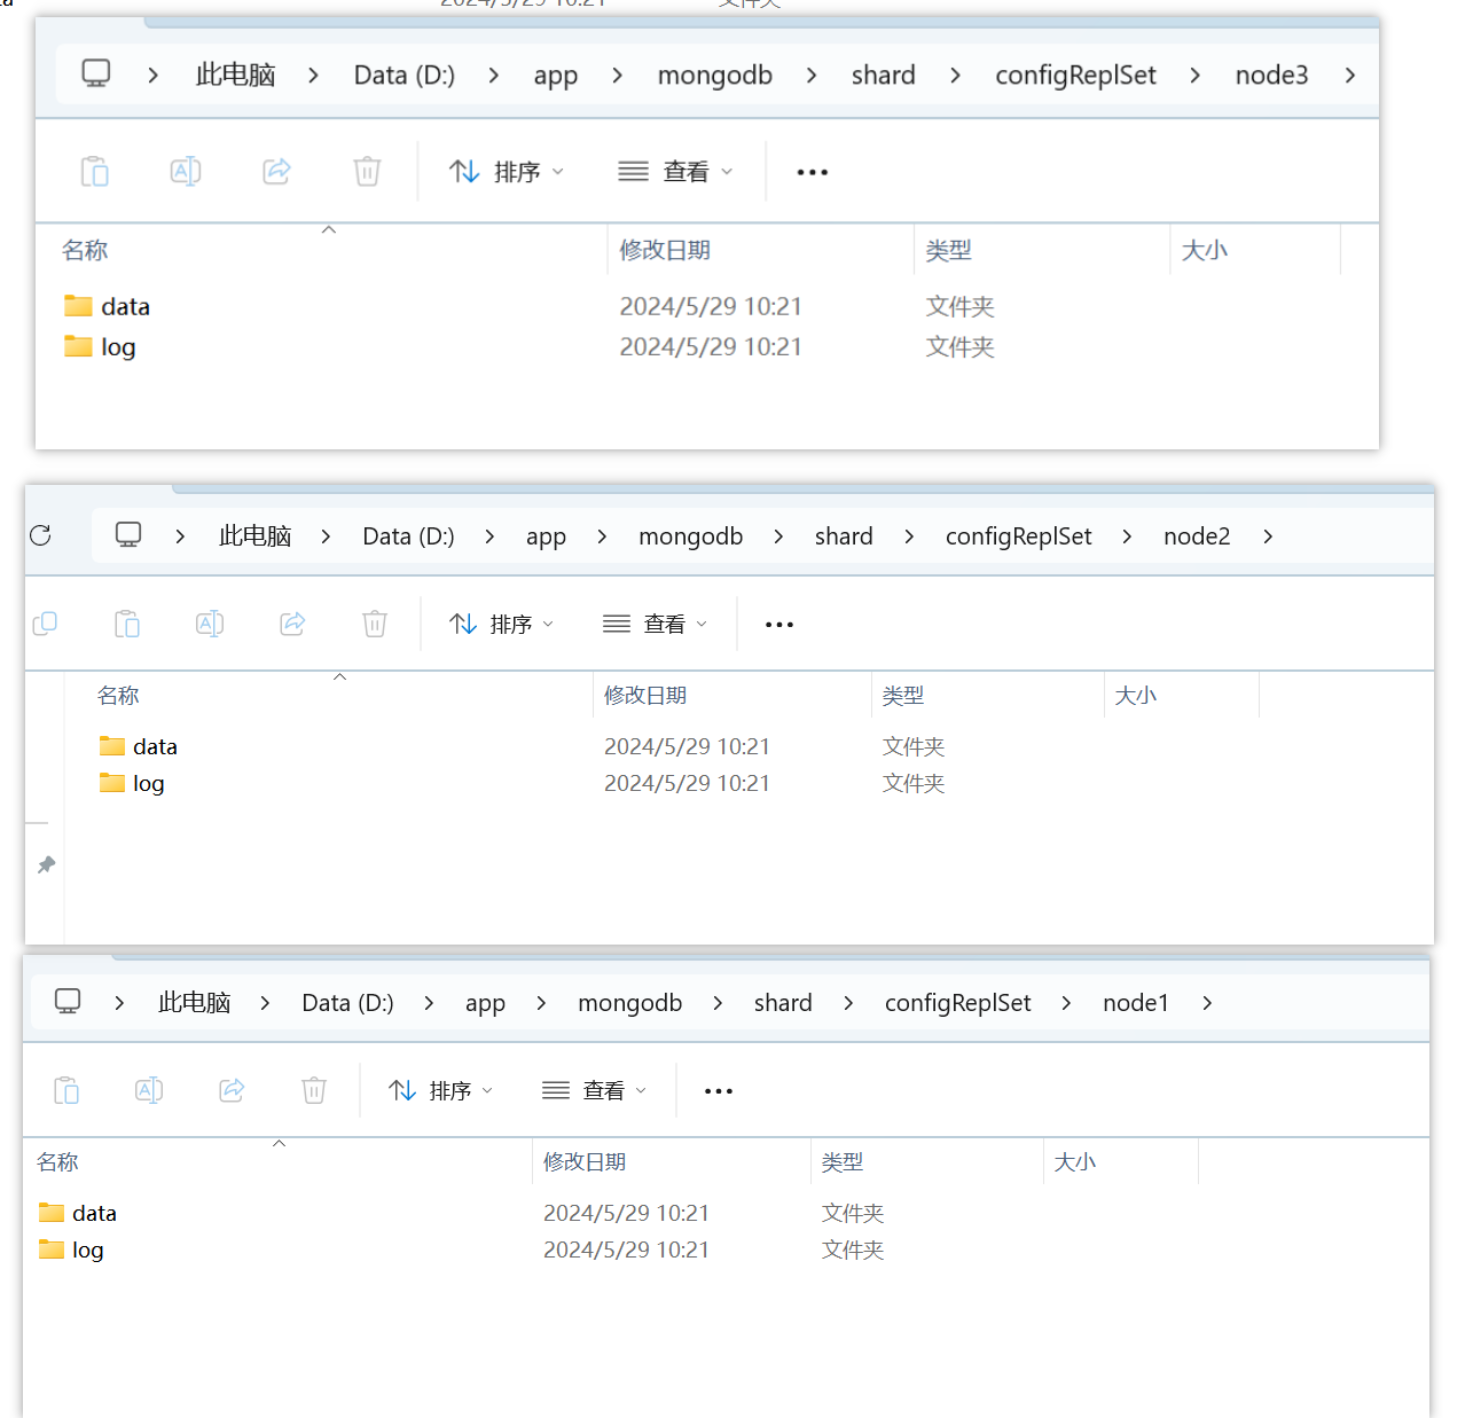 此电脑 > Data (D:) > app > mongodb > shard > configReplSet > node3 >
排序 查看 ...
名称 修改日期 类型 大小
data 2024/5/29 10:21 文件夹
log 2024/5/29 10:21 文件夹
此电脑 > Data (D:) > app > mongodb > shard > configReplSet > node2 >
排序 查看 ...
名称 修改日期 类型 大小
data 2024/5/29 10:21 文件夹
log 2024/5/29 10:21 文件夹
此电脑 > Data (D:) > app > mongodb > shard > configReplSet > node1 >
排序 查看 ...
名称 修改日期 类型 大小
data 2024/5/29 10:21 文件夹
log 2024/5/29 10:21 文件夹